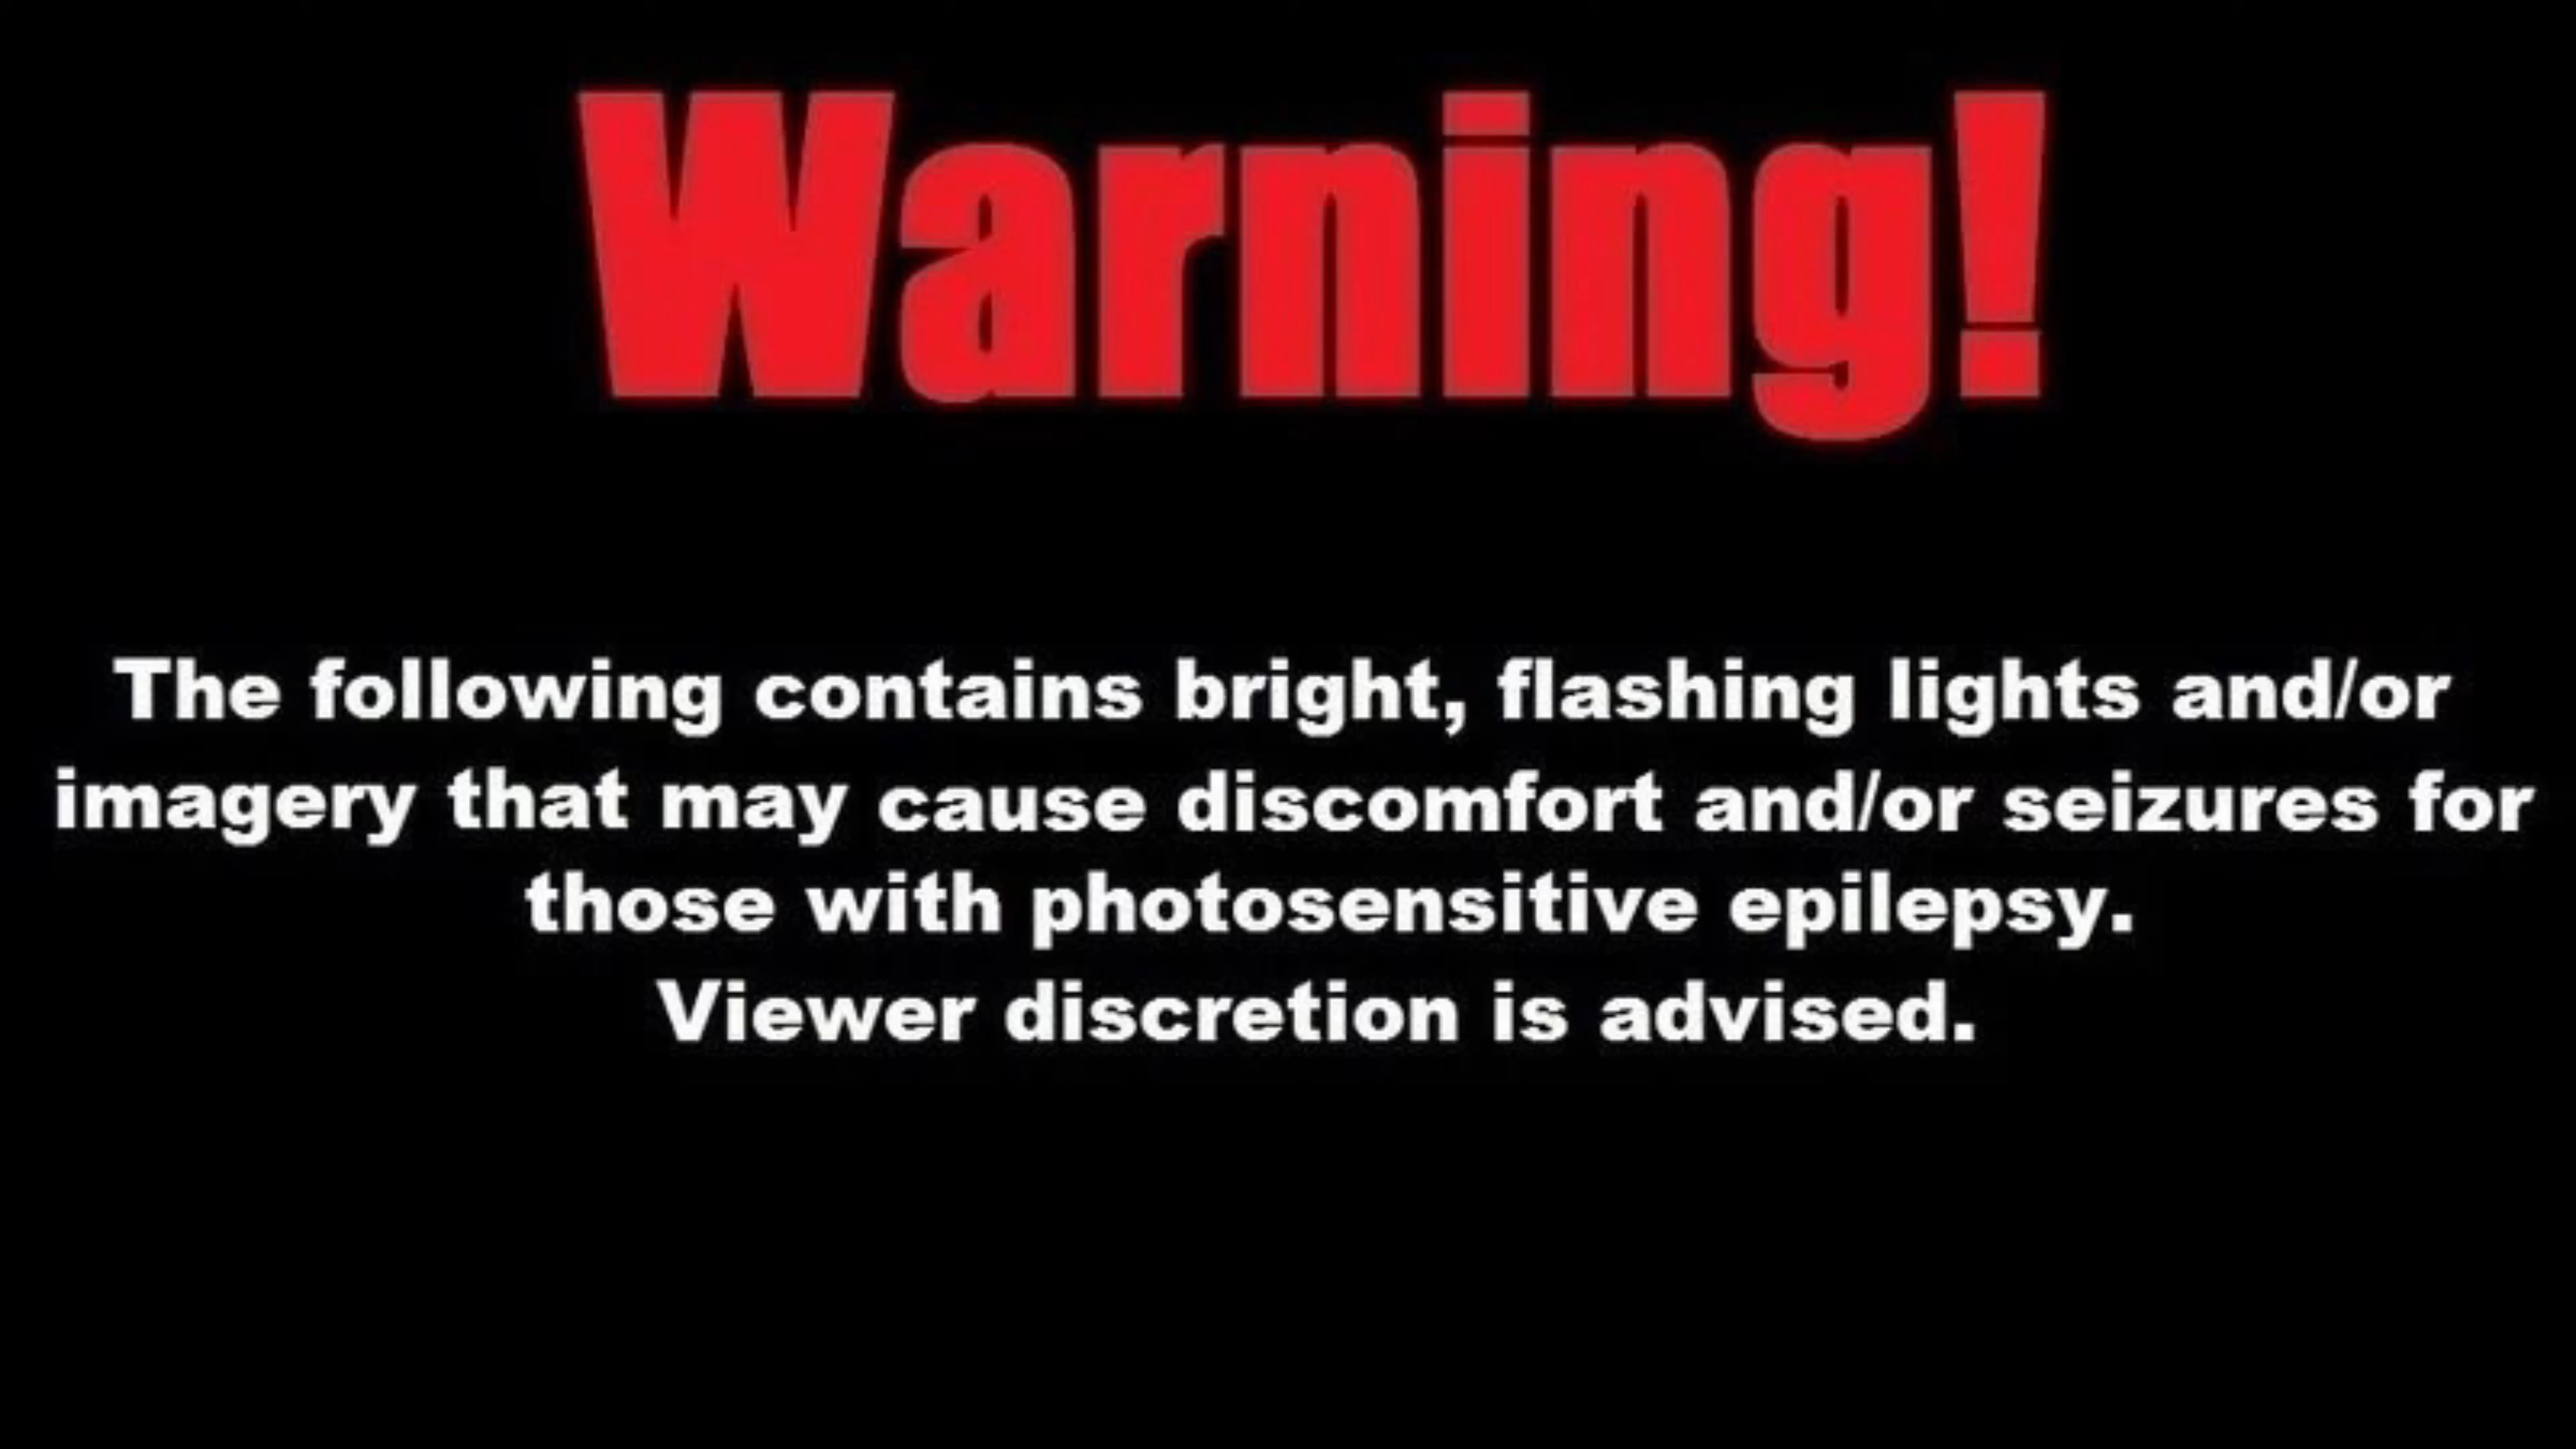 Warning!
The following contains bright, flashing lights and/or
imagery that may cause discomfort and/or seizures for
those with photosensitive epilepsy.
Viewer discretion is advised.